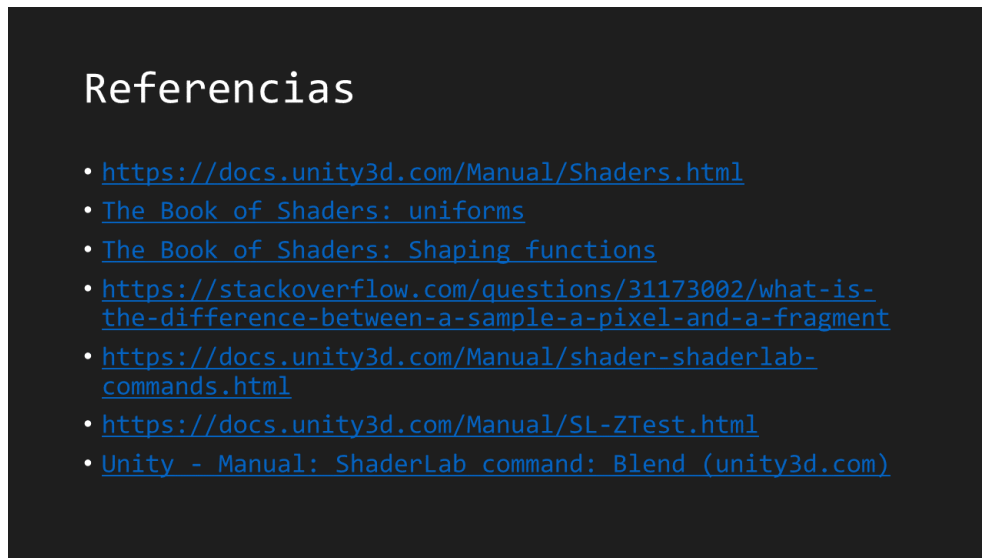 Referencias
• https://docs.unity3d.com/Manual/Shaders.html
• The Book of Shaders: uniforms
• The Book of Shaders: Shaping functions
• https://stackoverflow.com/questions/31173002/what-is-
the-difference-between-a-sample-a-pixel-and-a-fragment
• https://docs.unity3d.com/Manual/shader-shaderlab-
commands.html
• https://docs.unity3d.com/Manual/SL-ZTest.html
• Unity - Manual: ShaderLab command: Blend (unity3d.com)